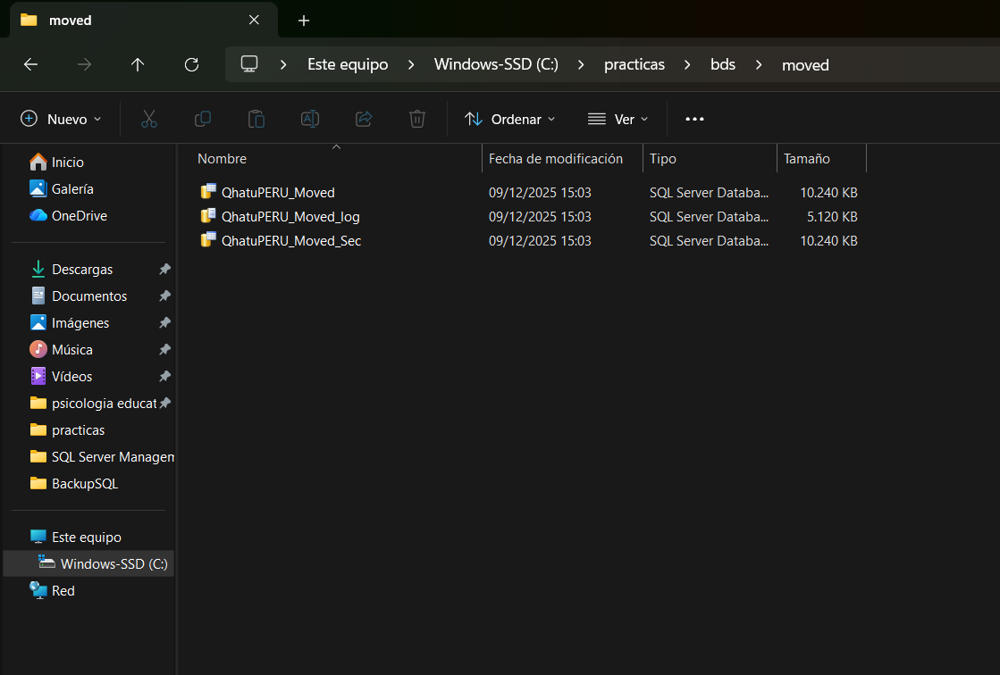 moved
Este equipo > Windows-SSD (C:) > practicas > bds > moved
Nuevo Ordenar Ver
Nombre Fecha de modificación Tipo Tamaño
QhatuPERU_Moved 09/12/2025 15:03 SQL Server Databa... 10.240 KB
QhatuPERU_Moved_log 09/12/2025 15:03 SQL Server Databa... 5.120 KB
QhatuPERU_Moved_Sec 09/12/2025 15:03 SQL Server Databa... 10.240 KB
Inicio
Galería
OneDrive
Descargas
Documentos
Imágenes
Música
Vídeos
psicologia educat
practicas
SQL Server Managem
BackupSQL
Este equipo
Windows-SSD (C:)
Red